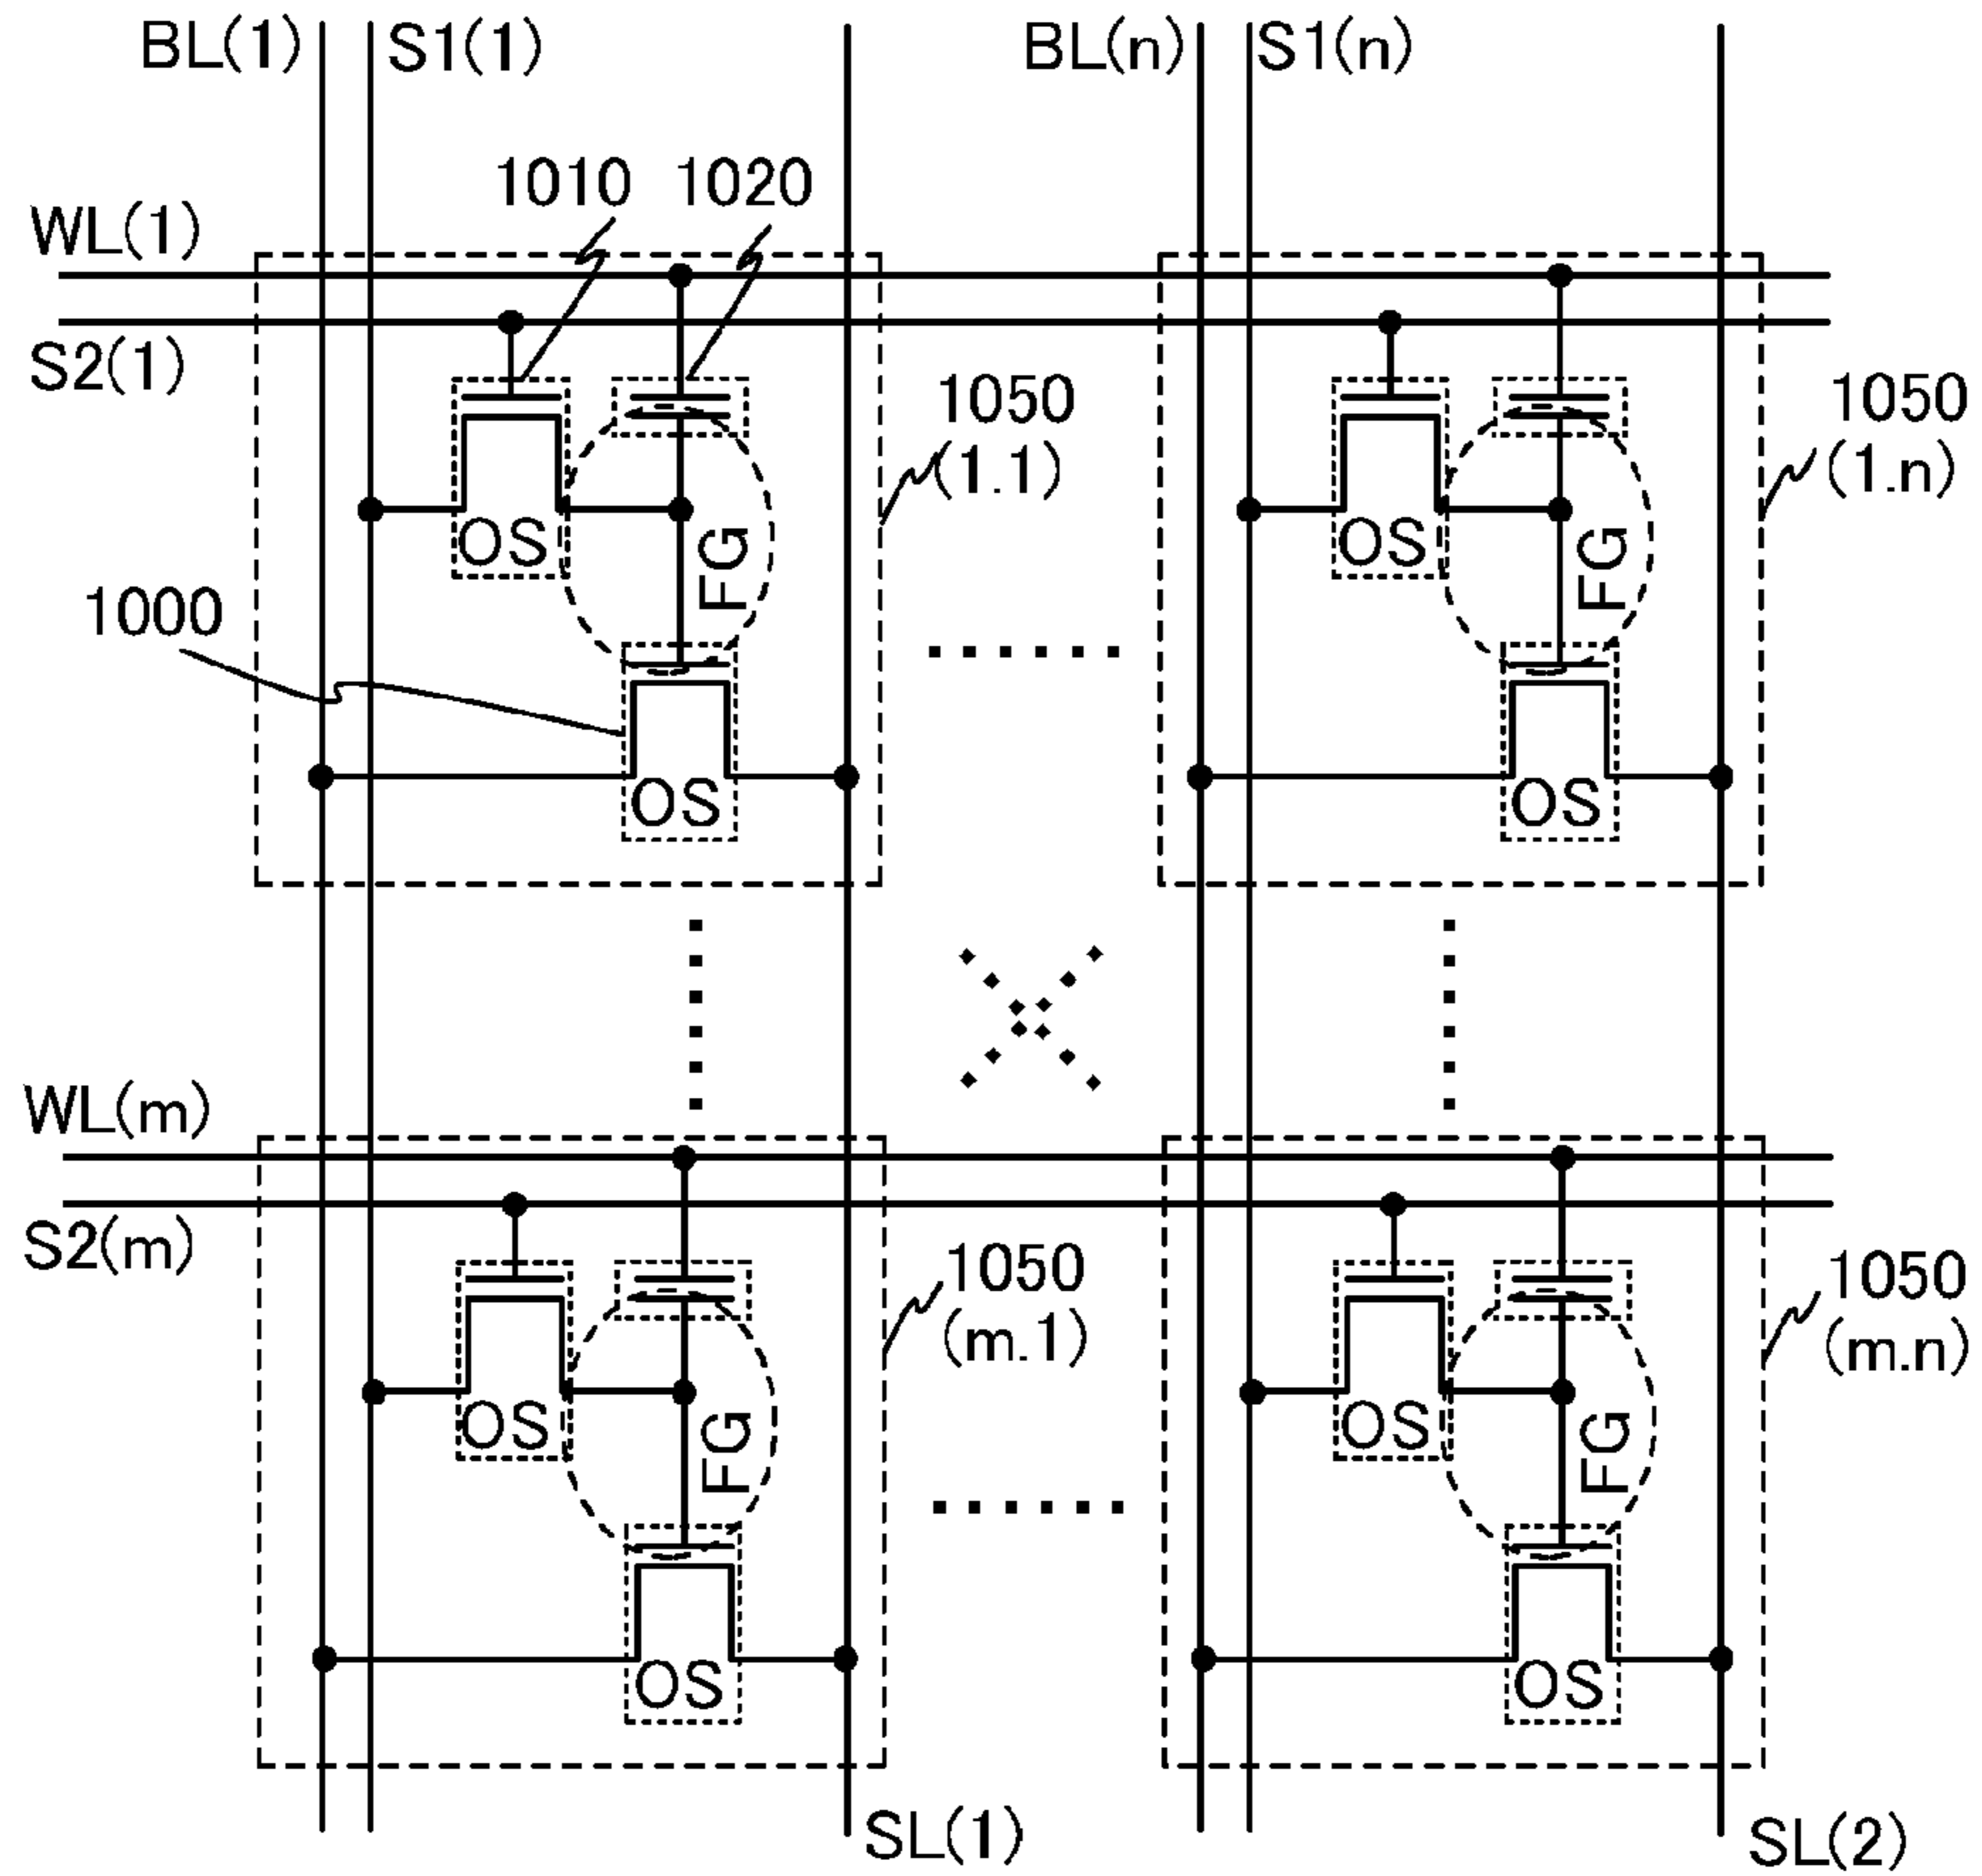 BL(1) S1(1) BL(n) S1(n)
1010 1020
WL(1)
S2(1)
1050
(1.1)
1050
(1.n)
OS FG OS FG
1000
OS OS
WL(m)
S2(m)
1050
(m.1)
1050
(m.n)
OS FG OS FG
OS OS
SL(1) SL(2)